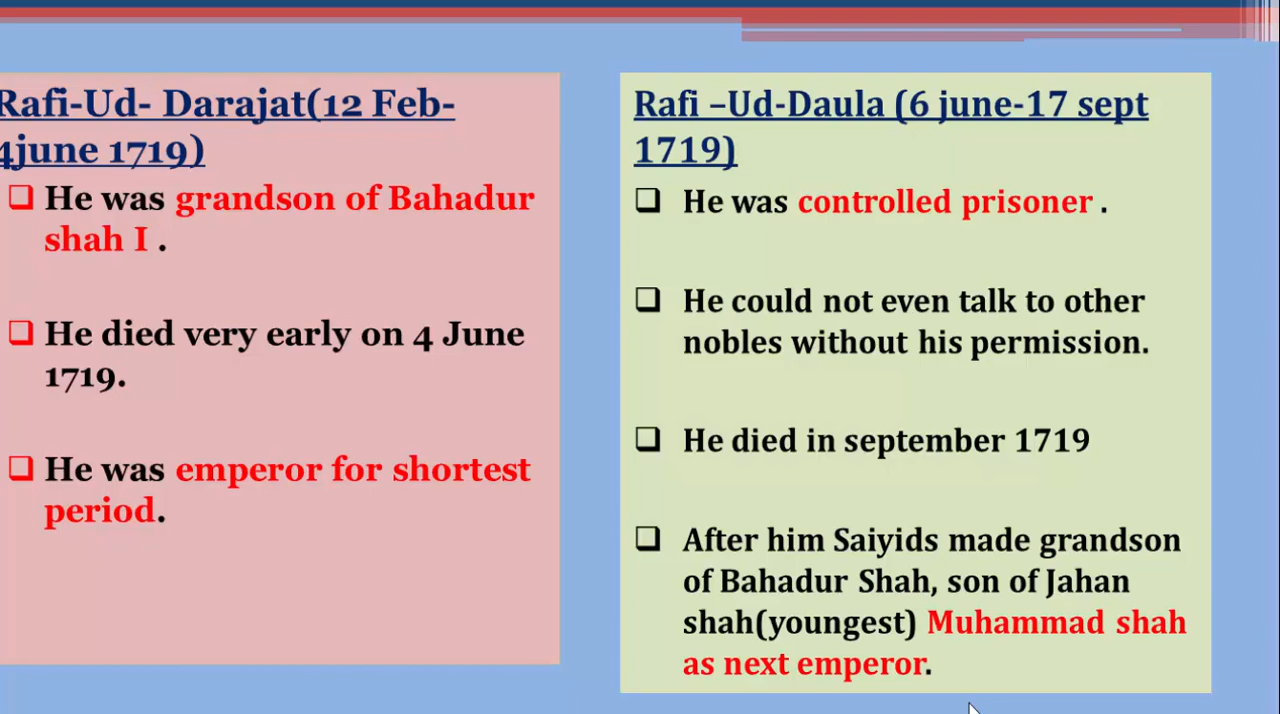 Rafi-Ud- Darajat(12 Feb-
4june 1719)
❑ He was grandson of Bahadur
shah I .
❑ He died very early on 4 June
1719.
❑ He was emperor for shortest
period.
Rafi –Ud-Daula (6 june-17 sept
1719)
❑ He was controlled prisoner .
❑ He could not even talk to other
nobles without his permission.
❑ He died in september 1719
❑ After him Saiyids made grandson
of Bahadur Shah, son of Jahan
shah(youngest) Muhammad shah
as next emperor.